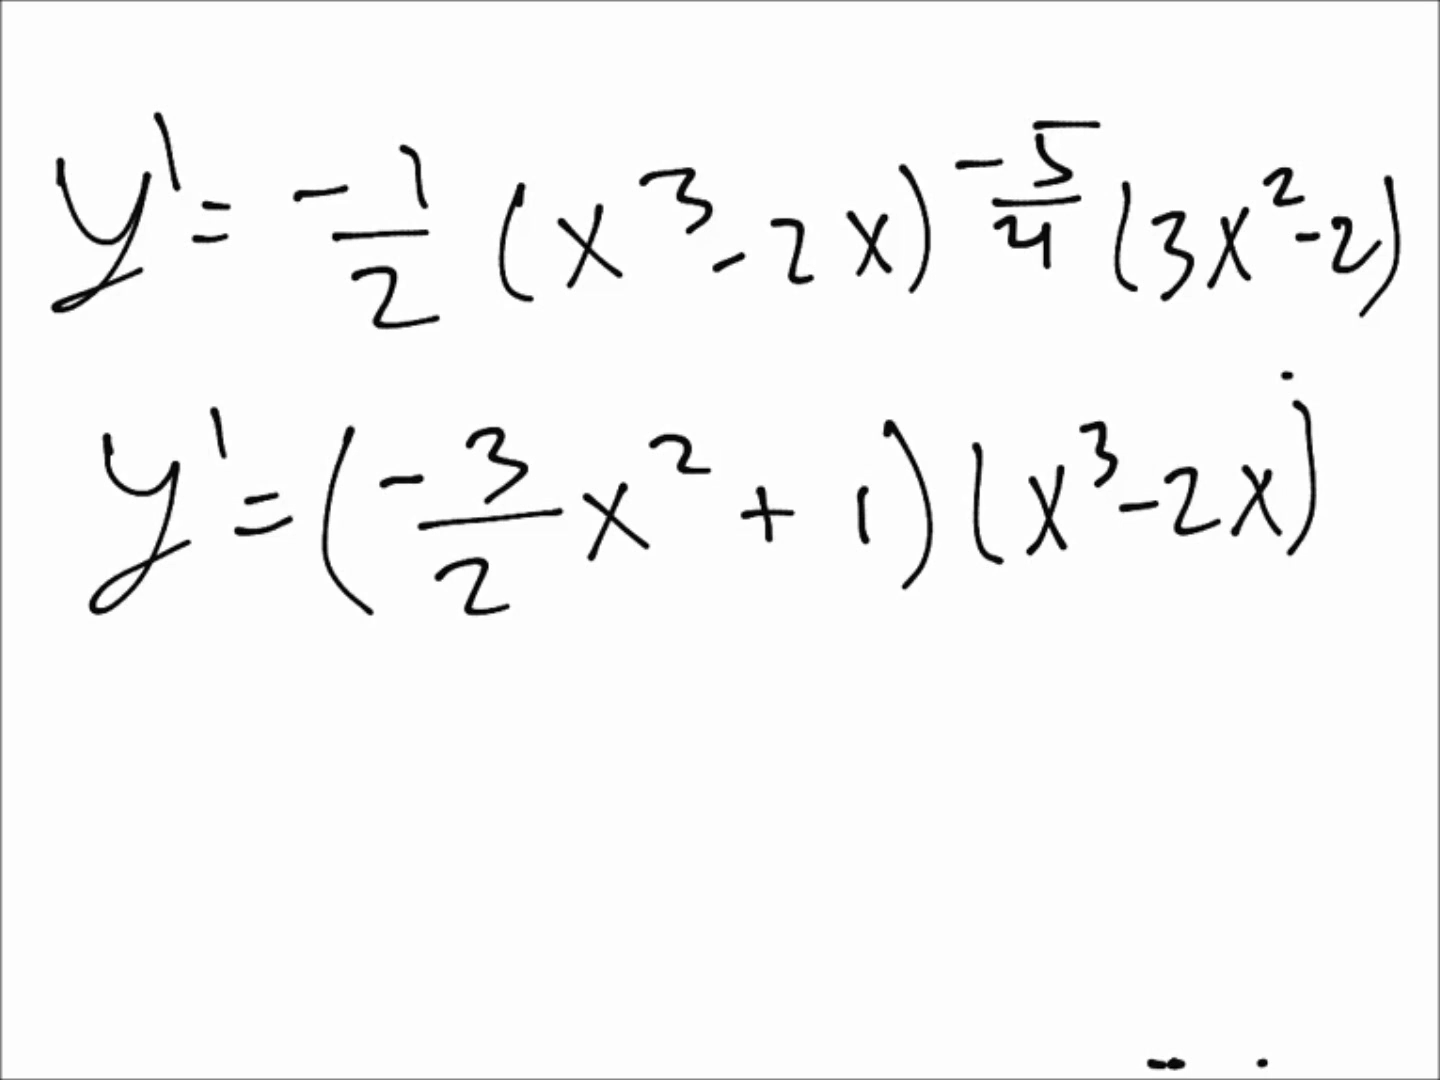 y' = -1/2 (x^3 - 2x)^(-5/4) (3x^2 - 2)
y' = (-3/2 x^2 + 1)(x^3 - 2x)